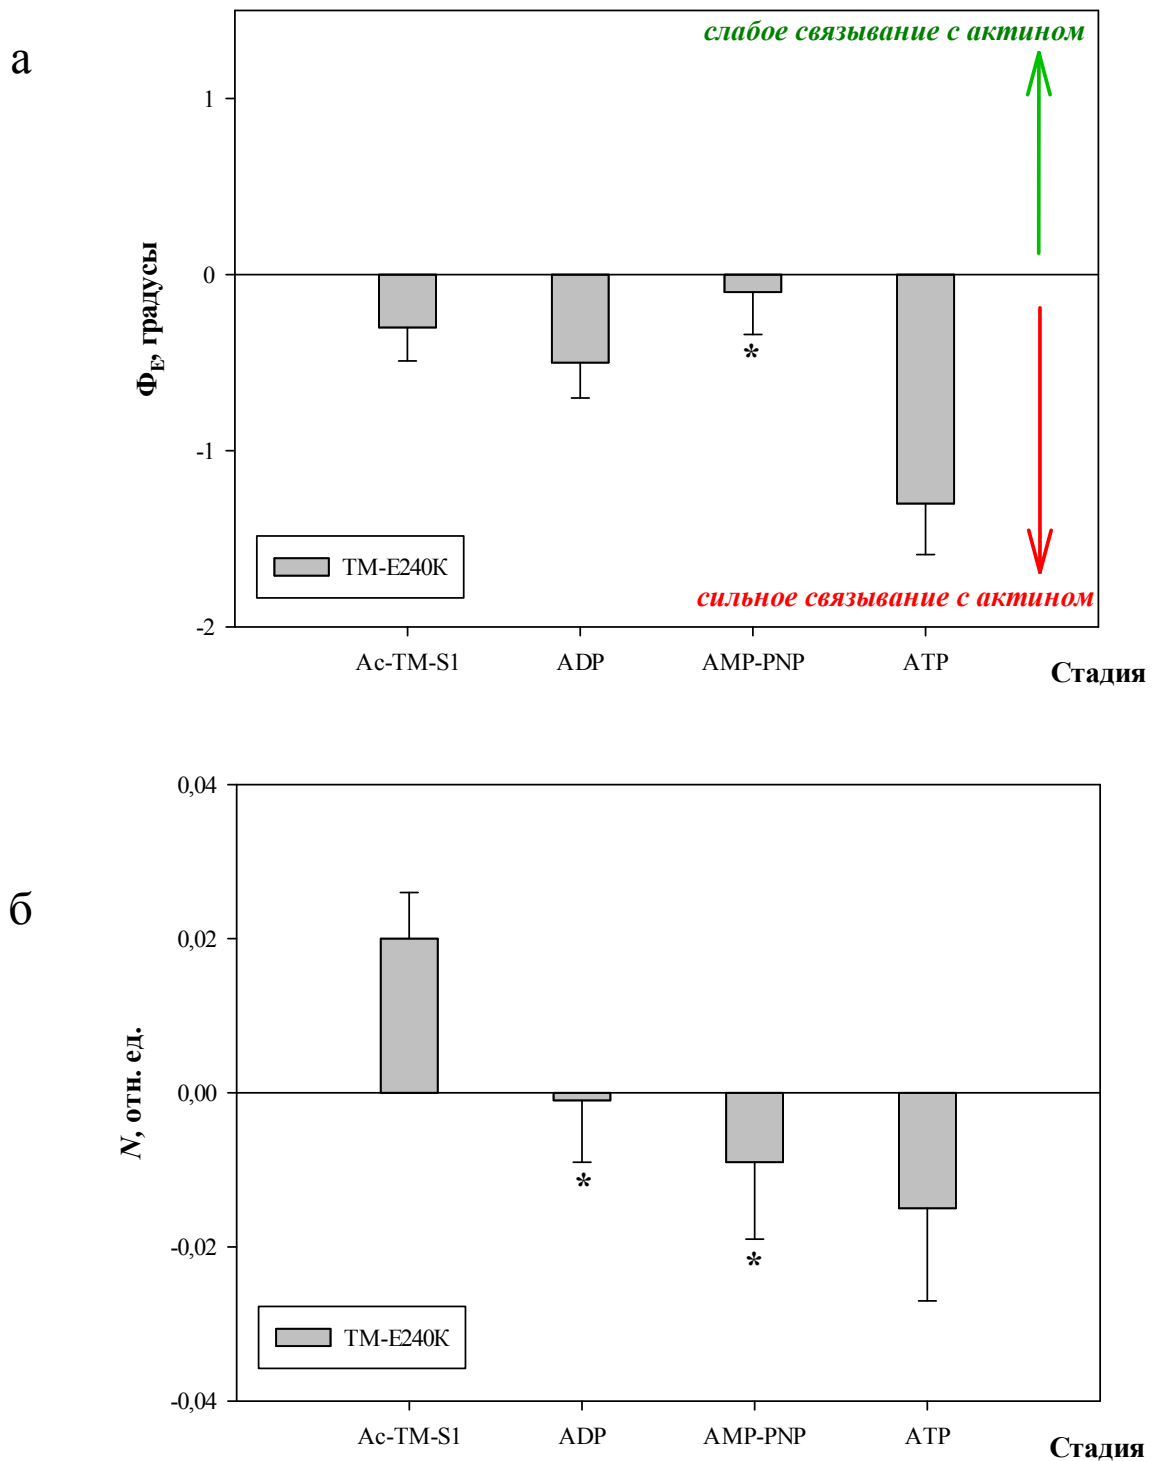 а
слабое связывание с актином
1
0
-1
-2
Φ_E, градусы
*
TM-E240K
сильное связывание с актином
Ac-TM-S1 ADP AMP-PNP ATP
Стадия
б
0,04
0,02
0,00
-0,02
-0,04
N, отн. ед.
* *
TM-E240K
Ac-TM-S1 ADP AMP-PNP ATP
Стадия